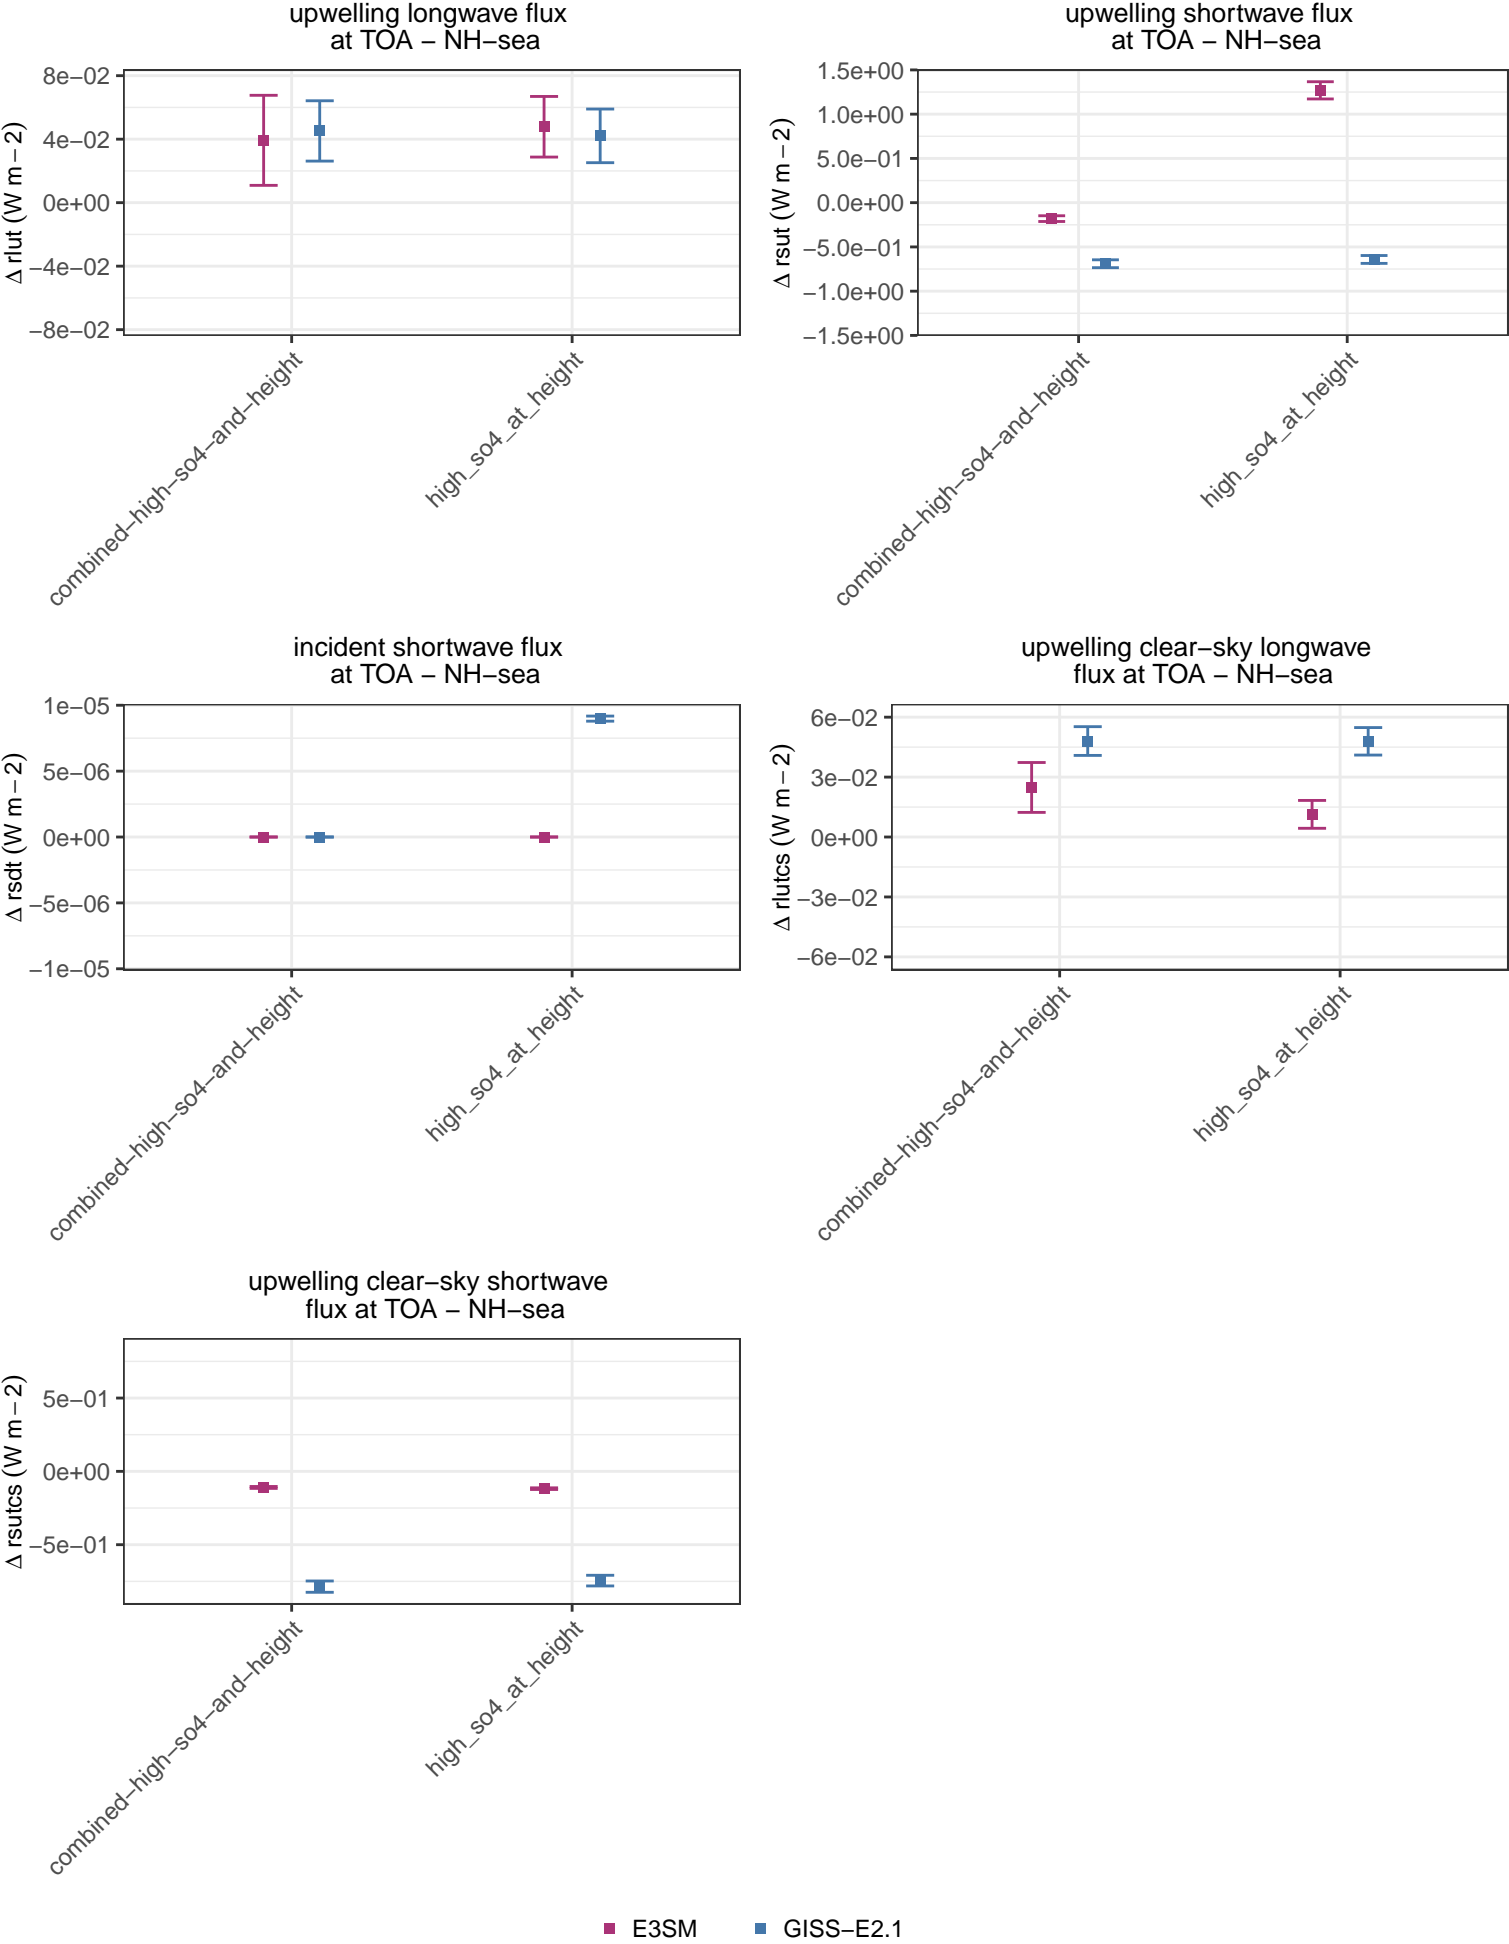 upwelling longwave flux
at TOA − NH−sea
Δ rlut (W m−2)
8e−02
4e−02
0e+00
−4e−02
−8e−02
combined−high−so4−and−height
high_so4_at_height
upwelling shortwave flux
at TOA − NH−sea
Δ rsut (W m−2)
1.5e+00
1.0e+00
5.0e−01
0.0e+00
−5.0e−01
−1.0e+00
−1.5e+00
combined−high−so4−and−height
high_so4_at_height
incident shortwave flux
at TOA − NH−sea
Δ rsdt (W m−2)
1e−05
5e−06
0e+00
−5e−06
−1e−05
combined−high−so4−and−height
high_so4_at_height
upwelling clear−sky longwave
flux at TOA − NH−sea
Δ rlutcs (W m−2)
6e−02
3e−02
0e+00
−3e−02
−6e−02
combined−high−so4−and−height
high_so4_at_height
upwelling clear−sky shortwave
flux at TOA − NH−sea
Δ rsutcs (W m−2)
5e−01
0e+00
−5e−01
combined−high−so4−and−height
high_so4_at_height
E3SM
GISS−E2.1